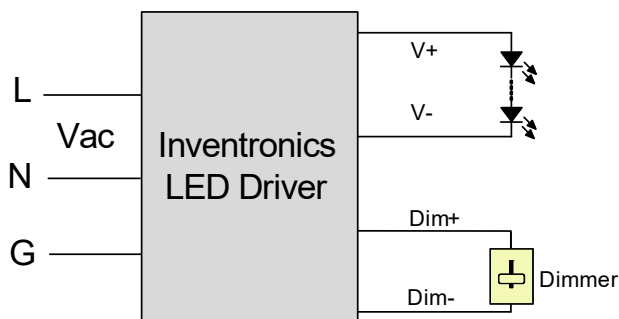 L
Vac
N
G
Inventronics
LED Driver
V+
V-
Dim+
Dim-
Dimmer